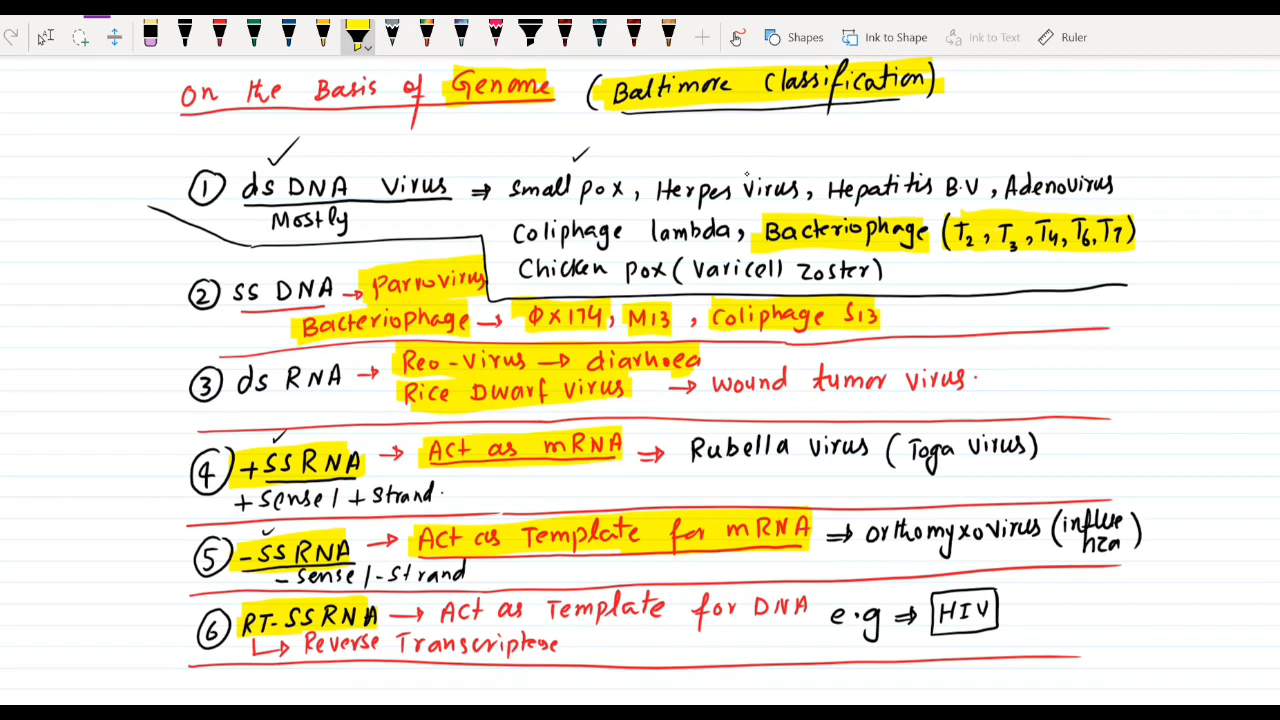 Shapes Ink to Shape Ink to Text Ruler
On the Basis of Genome (Baltimore Classification)
① ds DNA Virus ⇒ Small pox, Herpes virus, Hepatitis B.V, Adenovirus
Mostly
Coliphage lambda, Bacteriophage (T2, T3, T4, T6, T7)
Chicken pox (Varicell zoster)
② SS DNA → Parvovirus
Bacteriophage → ΦX174, M13, Coliphage S13
③ ds RNA → Reo-virus → diarhoea
Rice Dwarf virus → wound tumor virus.
④ +SSRNA → Act as mRNA ⇒ Rubella virus (Toga virus)
+sense/+strand.
⑤ -SSRNA → Act as Template for mRNA ⇒ orthomyxovirus (influe
nza)
-sense/-strand
⑥ RT-SSRNA → Act as Template for DNA e.g ⇒ HIV
↳ Reverse Transcriptese